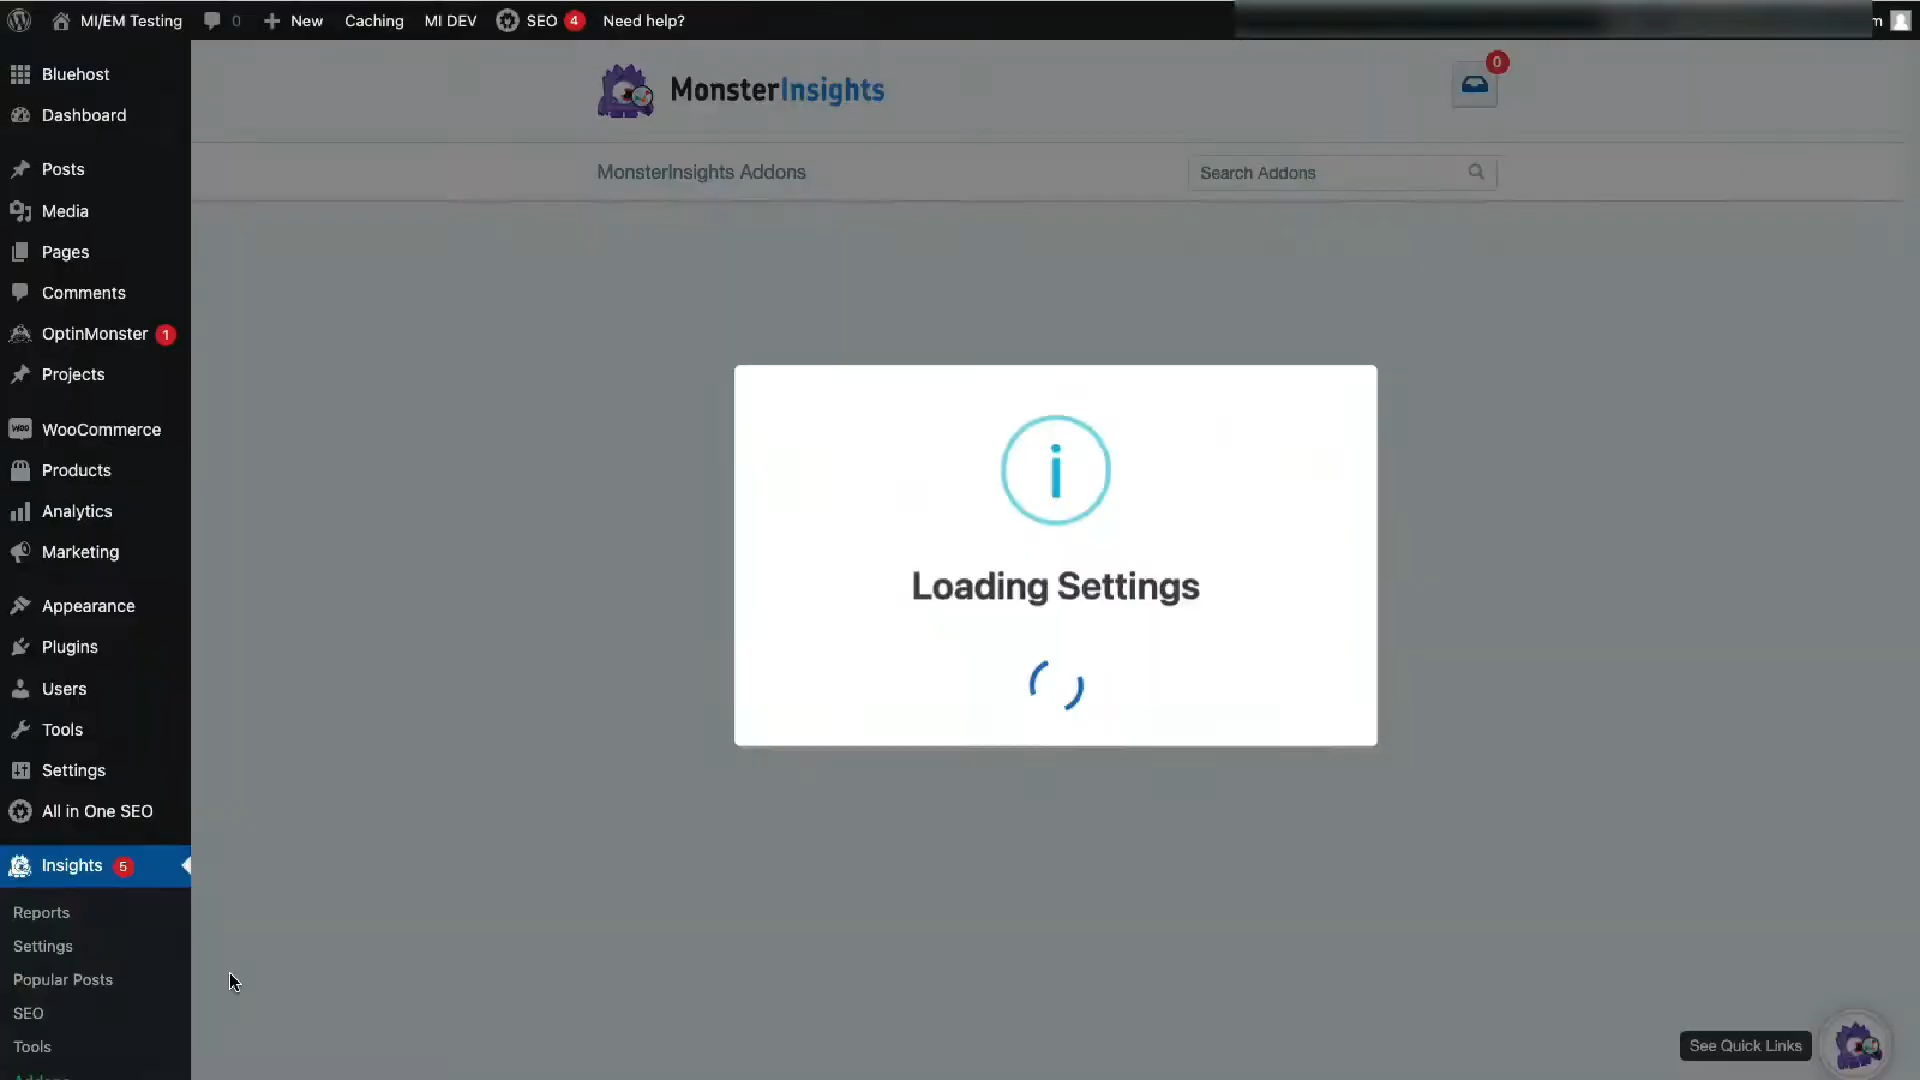 MI/EM Testing
0
New
Caching
MI DEV
SEO 4
Need help?
Bluehost
Dashboard
Posts
Media
Pages
Comments
OptinMonster 1
Projects
WooCommerce
Products
Analytics
Marketing
Appearance
Plugins
Users
Tools
Settings
All in One SEO
Insights 5
Reports
Settings
Popular Posts
SEO
Tools
MonsterInsights
0
MonsterInsights Addons
Search Addons
Loading Settings
See Quick Links